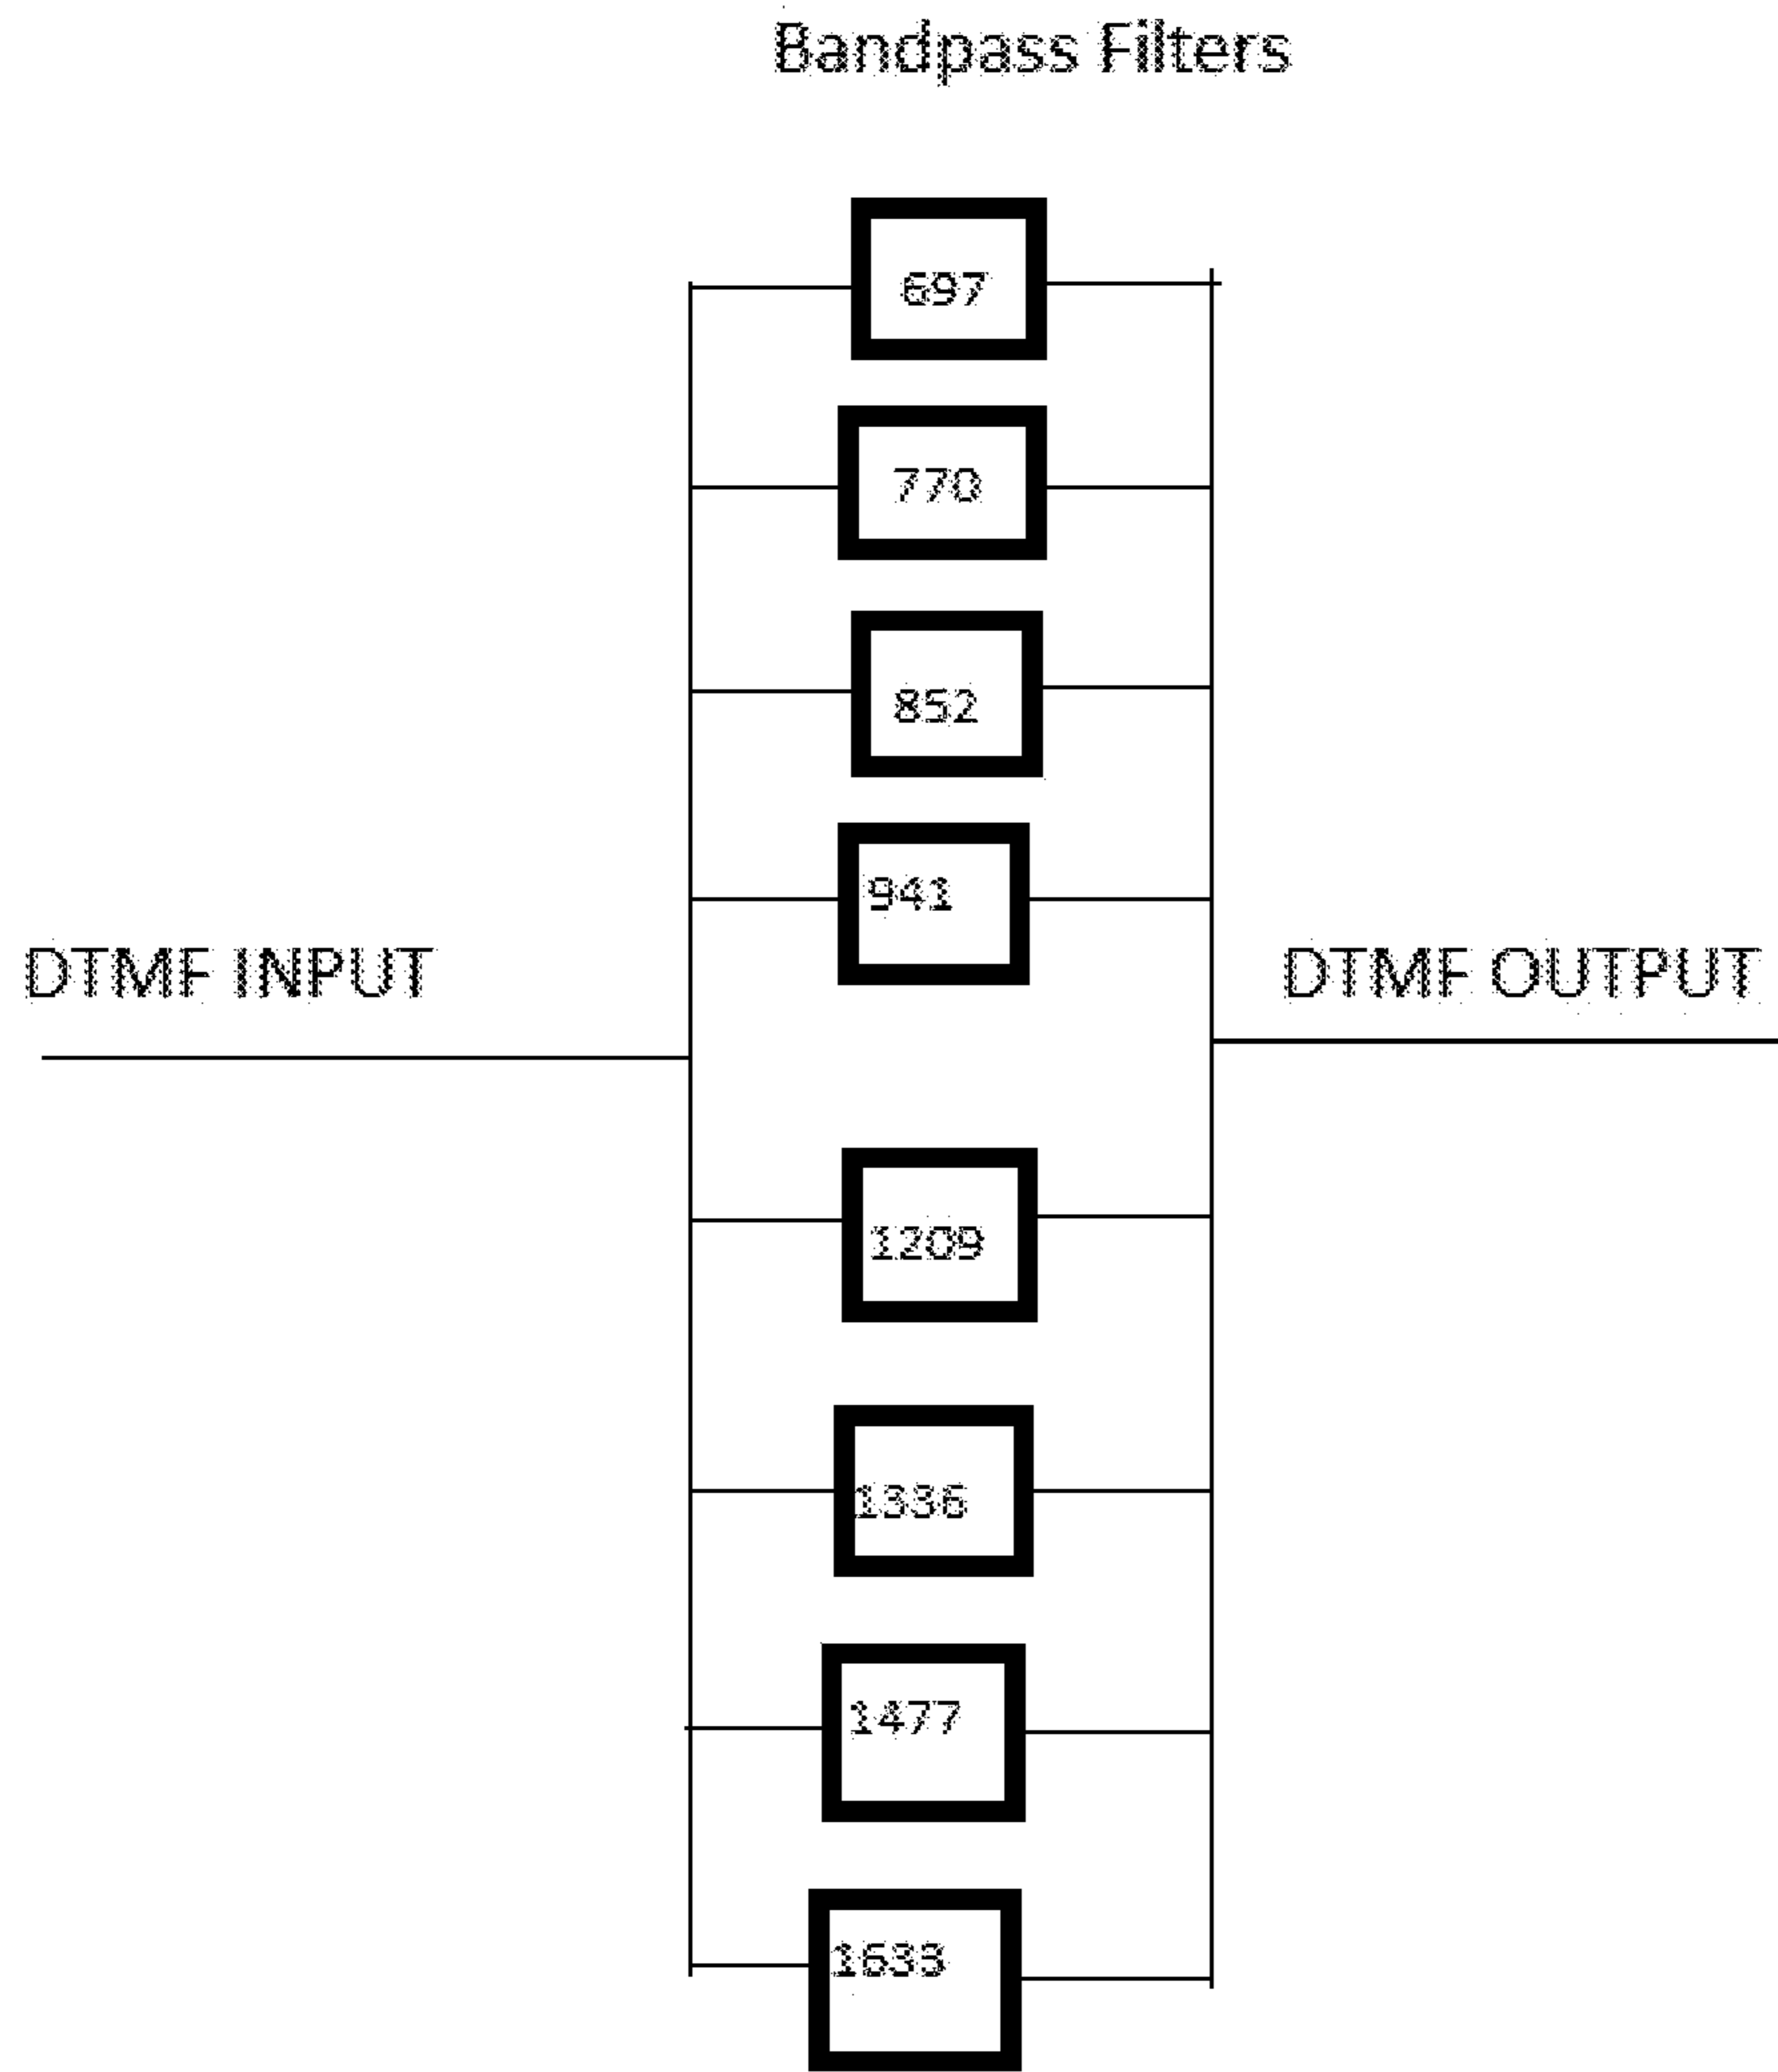 Bandpass Filters
697
770
852
941
DTMF INPUT
DTMF OUTPUT
1209
1336
1477
1633